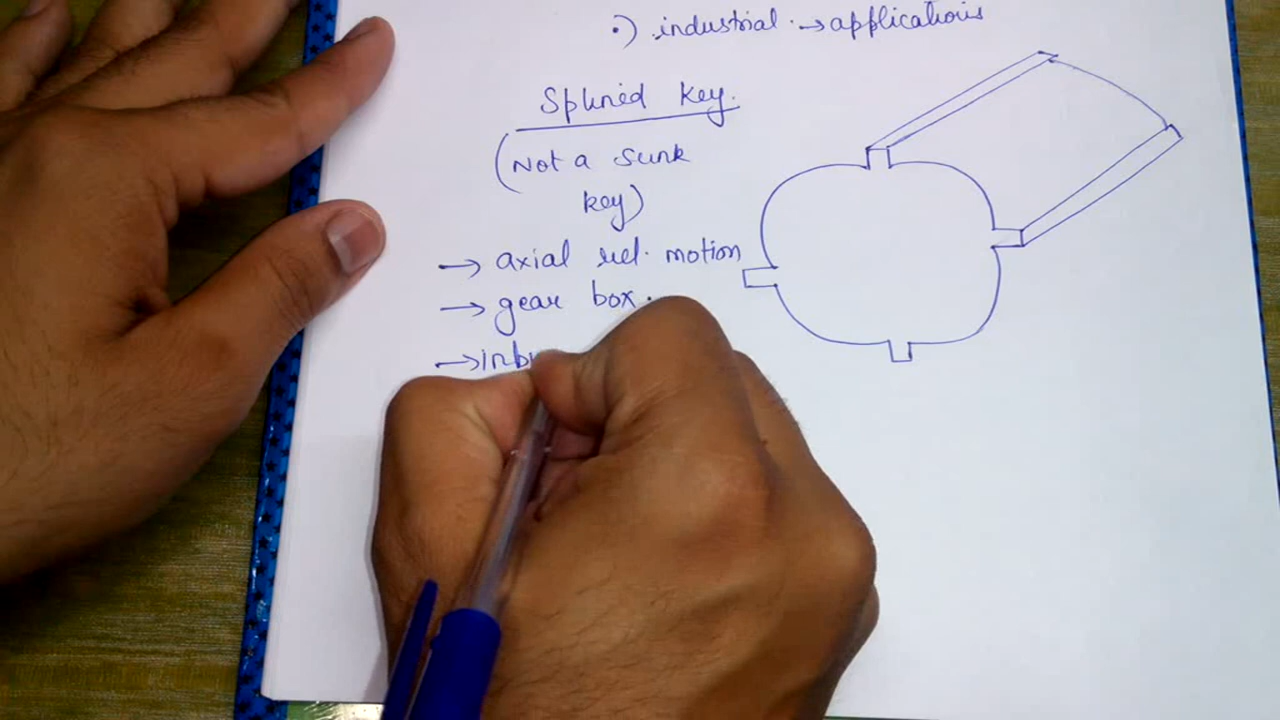 •) industrial → applications
Splined key.
(Not a sunk
key)
→ axial rel. motion
→ gear box.
→